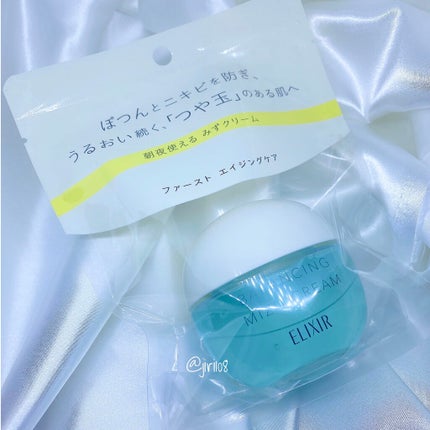 ぽつんとニキビを防ぎ、
うるおい続く、「つや玉」のある肌へ
朝夜使える みずクリーム
ファースト エイジングケア
BALANCING
MIZU CREAM
ELIXIR
@jirilo8